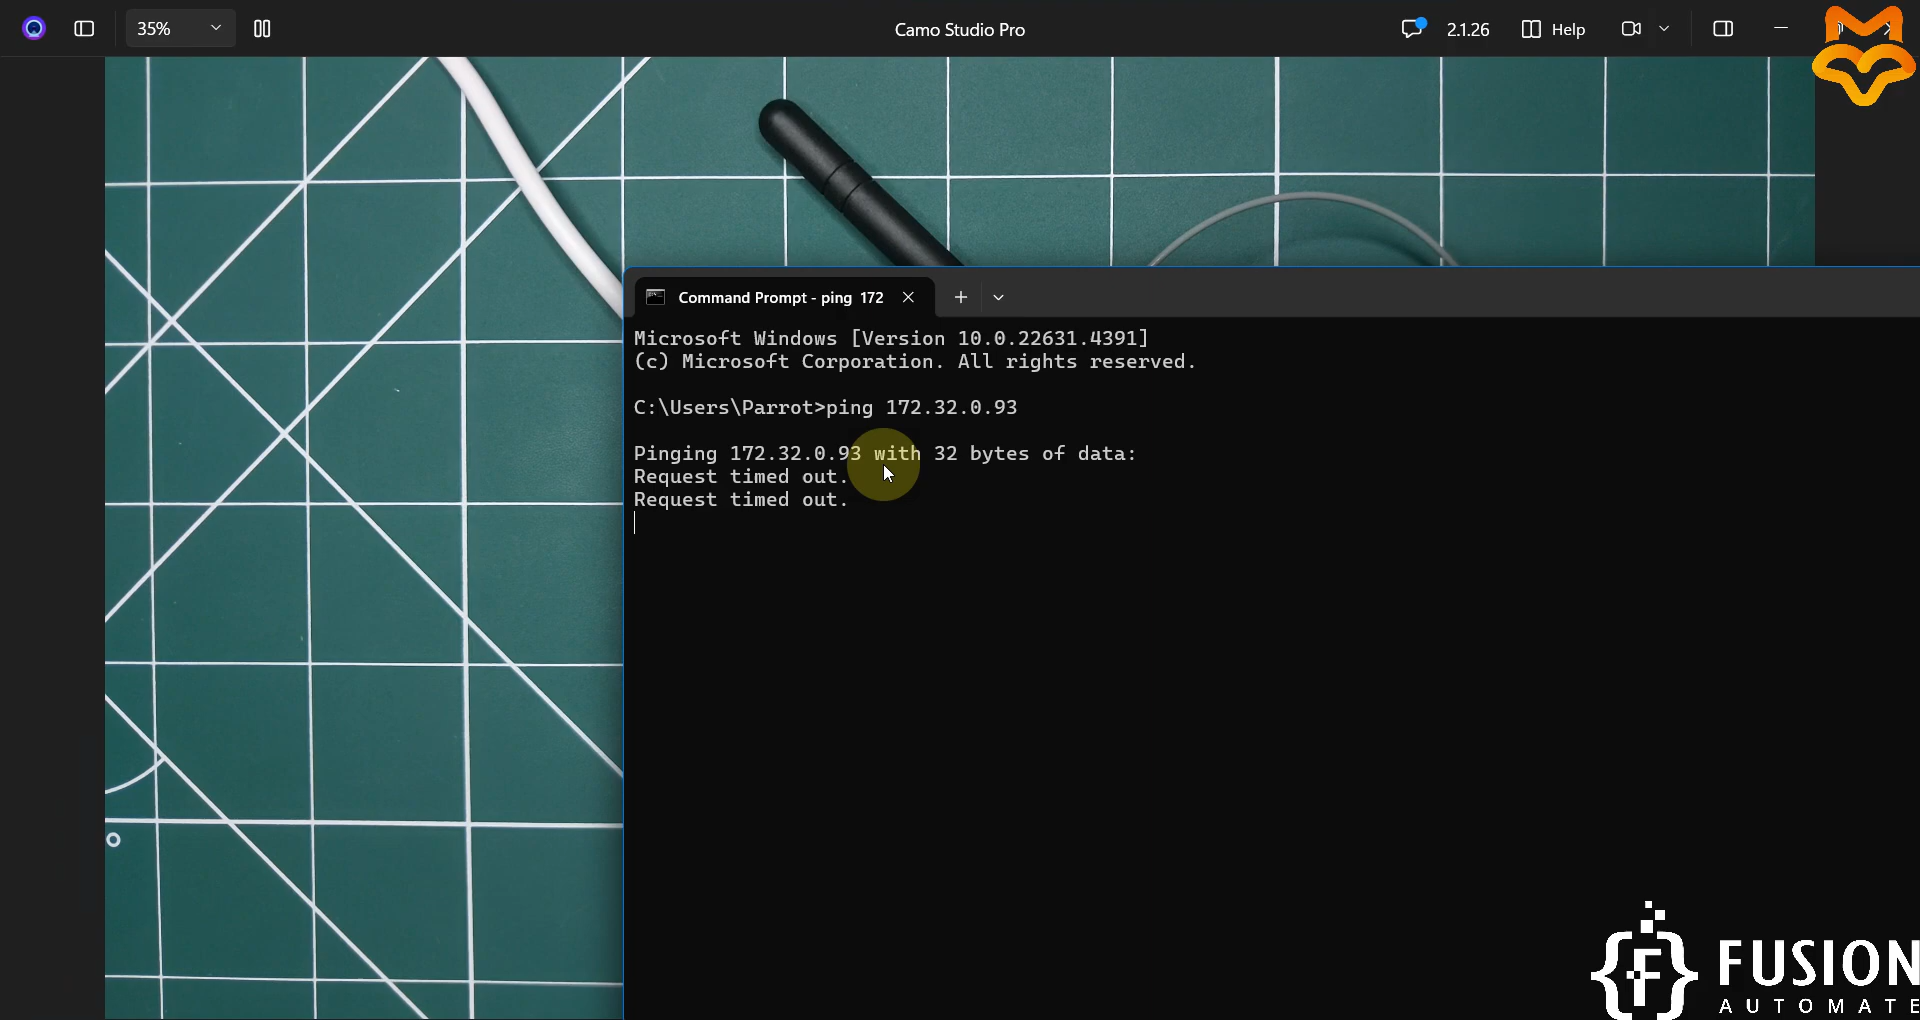 35%
Camo Studio Pro
2.1.26
Help
Command Prompt - ping 172
Microsoft Windows [Version 10.0.22631.4391]
(c) Microsoft Corporation. All rights reserved.
C:\Users\Parrot>ping 172.32.0.93
Pinging 172.32.0.93 with 32 bytes of data:
Request timed out.
Request timed out.
FUSION
AUTOMATE